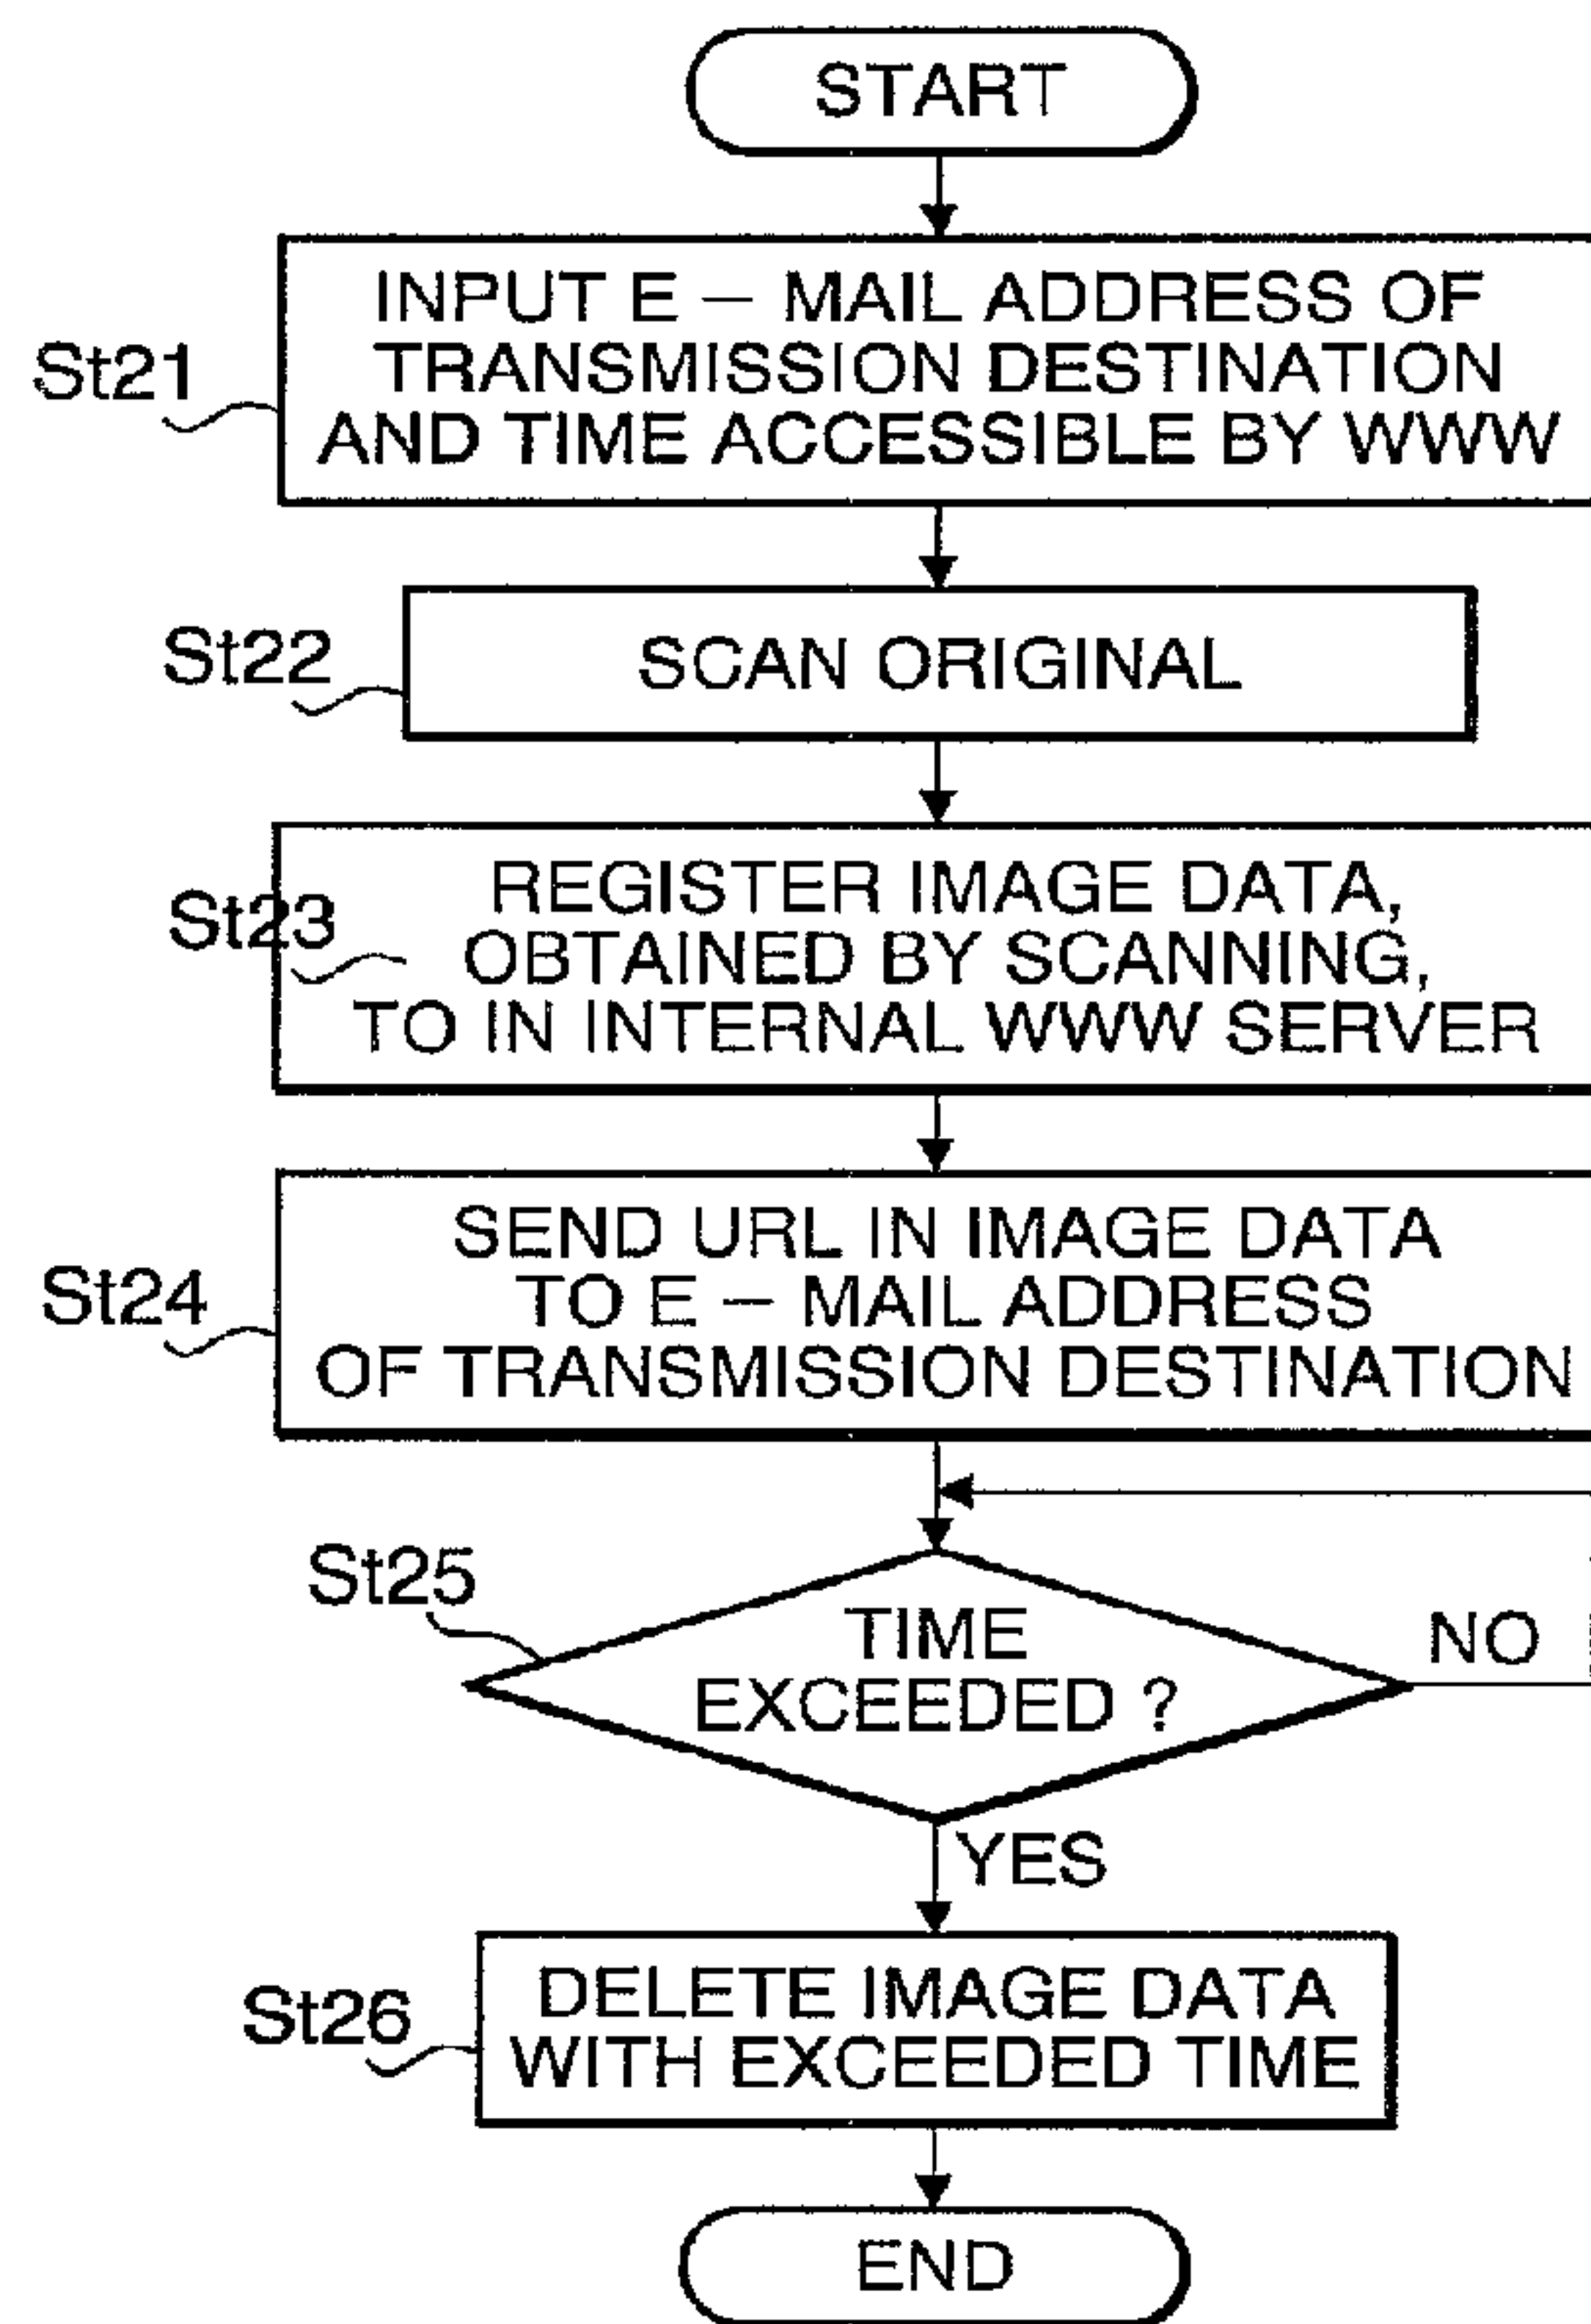 START
St21
INPUT E – MAIL ADDRESS OF
TRANSMISSION DESTINATION
AND TIME ACCESSIBLE BY WWW
St22
SCAN ORIGINAL
St23
REGISTER IMAGE DATA,
OBTAINED BY SCANNING,
TO IN INTERNAL WWW SERVER
St24
SEND URL IN IMAGE DATA
TO E – MAIL ADDRESS
OF TRANSMISSION DESTINATION
St25
TIME
EXCEEDED ?
NO
YES
St26
DELETE IMAGE DATA
WITH EXCEEDED TIME
END